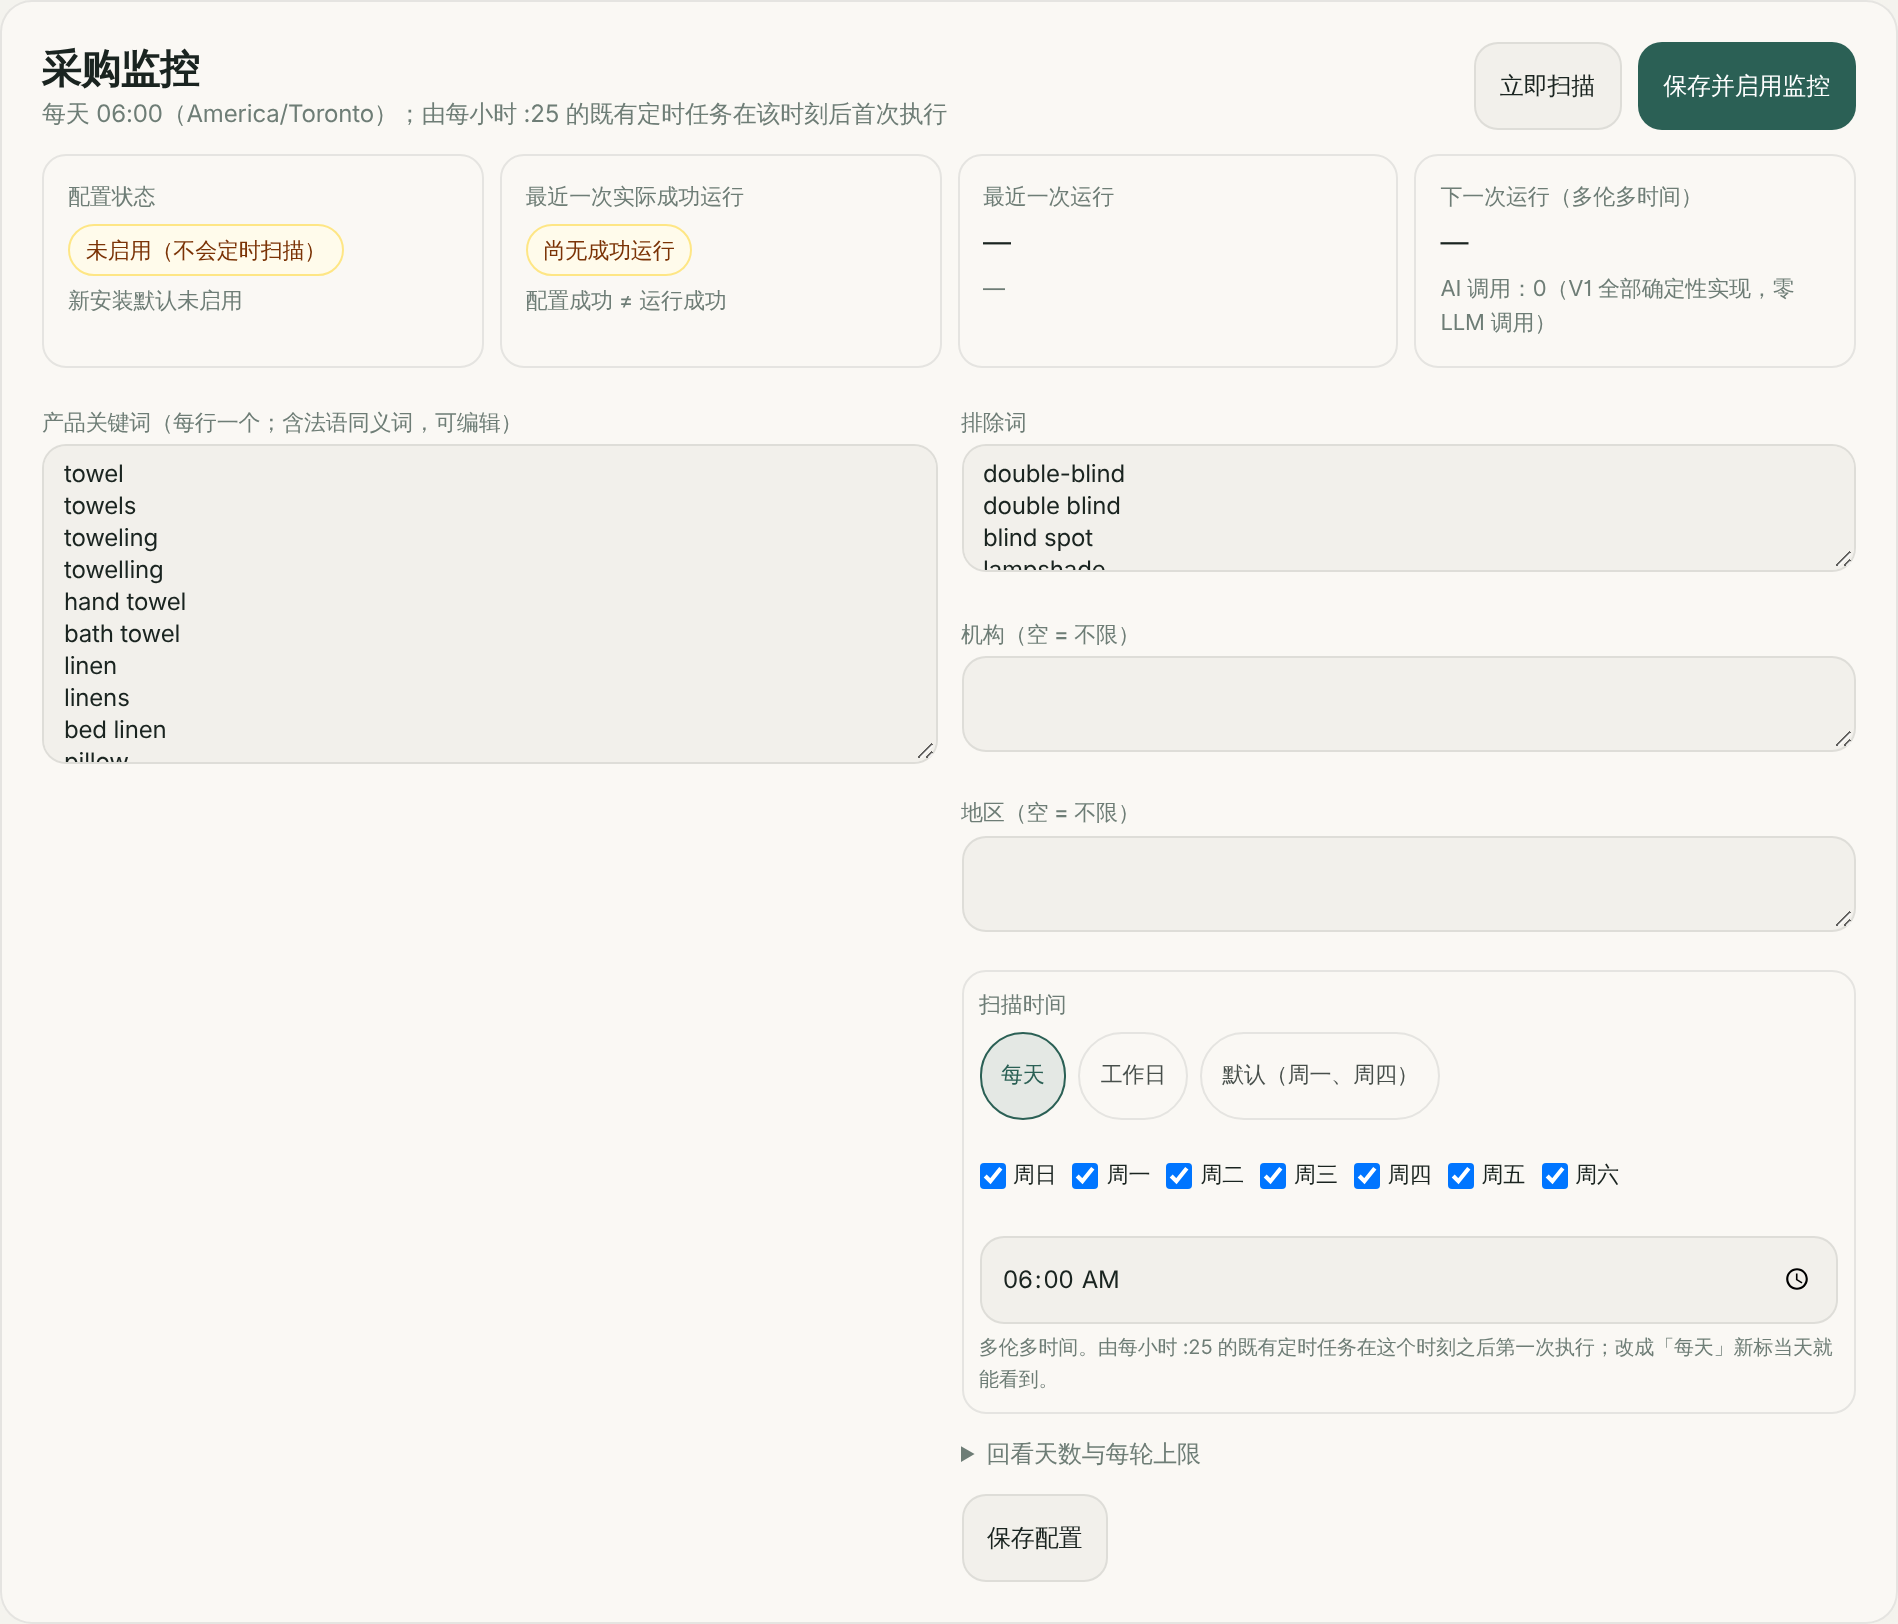 采购监控
每天 06:00（America/Toronto）；由每小时 :25 的既有定时任务在该时刻后首次执行
立即扫描
保存并启用监控
配置状态
未启用（不会定时扫描）
新安装默认未启用
最近一次实际成功运行
尚无成功运行
配置成功 ≠ 运行成功
最近一次运行
—
—
下一次运行（多伦多时间）
—
AI 调用：0（V1 全部确定性实现，零
LLM 调用）
产品关键词（每行一个；含法语同义词，可编辑）
towel
towels
toweling
towelling
hand towel
bath towel
linen
linens
bed linen
pillow
排除词
double-blind
double blind
blind spot
lampshade
机构（空 = 不限）
地区（空 = 不限）
扫描时间
每天
工作日
默认（周一、周四）
周日 周一 周二 周三 周四 周五 周六
06:00 AM
多伦多时间。由每小时 :25 的既有定时任务在这个时刻之后第一次执行；改成「每天」新标当天就
能看到。
回看天数与每轮上限
保存配置